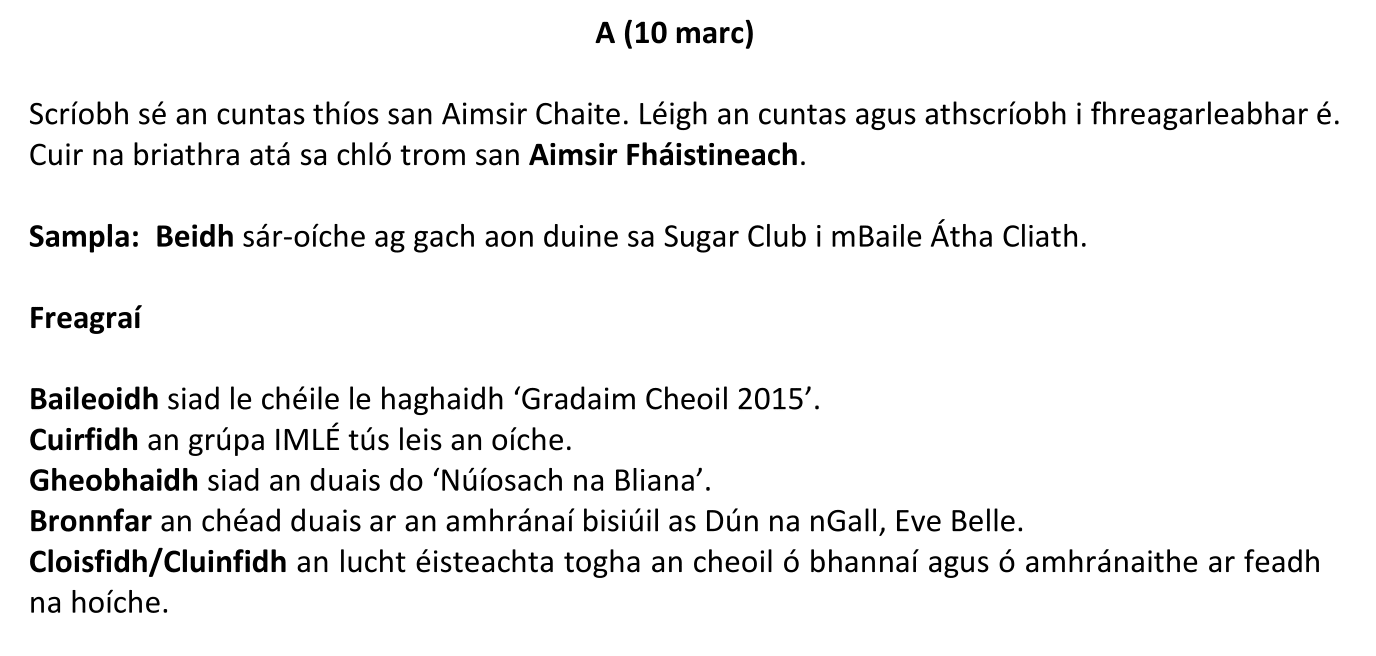 A (10 marc)
Scríobh sé an cuntas thíos san Aimsir Chaite. Léigh an cuntas agus athscríobh i fhreagarleabhar é.
Cuir na briathra atá sa chló trom san Aimsir Fháistineach.
Sampla: Beidh sár-oíche ag gach aon duine sa Sugar Club i mBaile Átha Cliath.
Freagraí
Baileoidh siad le chéile le haghaidh ‘Gradaim Cheoil 2015’.
Cuirfidh an grúpa IMLÉ tús leis an oíche.
Gheobhaidh siad an duais do ‘Núíosach na Bliana’.
Bronnfar an chéad duais ar an amhránaí bisiúil as Dún na nGall, Eve Belle.
Cloisfidh/Cluinfidh an lucht éisteachta togha an cheoil ó bhannaí agus ó amhránaithe ar feadh
na hoíche.